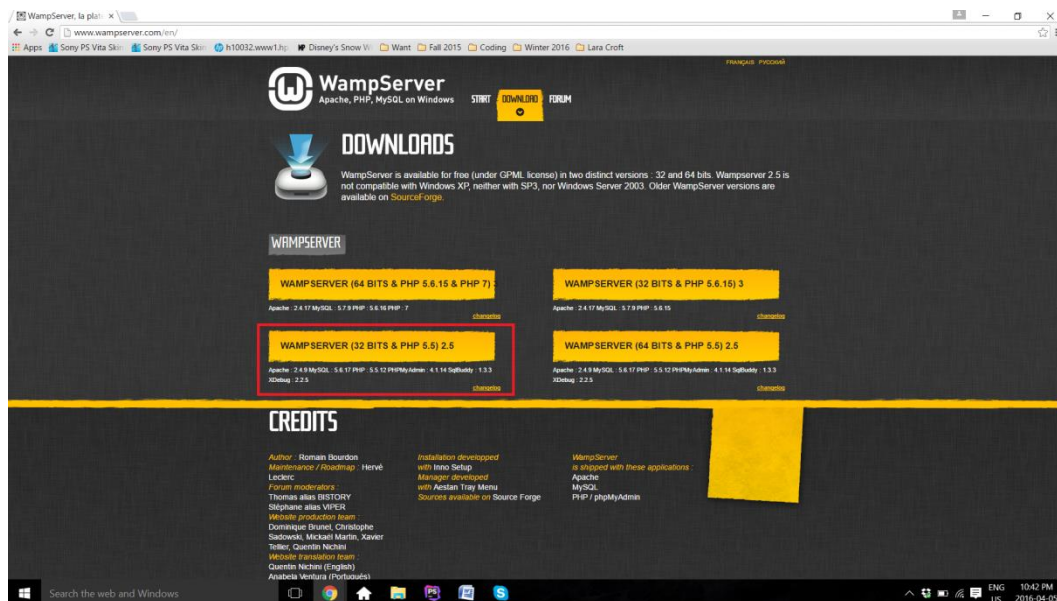 WampServer, la plate
www.wampserver.com/en/
Apps Sony PS Vita Skin Sony PS Vita Skin h10032.www1.hp Disney's Snow W Want Fall 2015 Coding Winter 2016 Lara Croft
FRANÇAIS РУССКИЙ
WampServer
Apache, PHP, MySQL on Windows
START DOWNLOAD FORUM
DOWNLOADS
WampServer is available for free (under GPML license) in two distinct versions : 32 and 64 bits. Wampserver 2.5 is
not compatible with Windows XP, neither with SP3, nor Windows Server 2003. Older WampServer versions are
available on SourceForge.
WAMPSERVER
WAMPSERVER (64 BITS & PHP 5.6.15 & PHP 7) 3
Apache : 2.4.17 MySQL : 5.7.9 PHP : 5.6.16 PHP : 7
changelog
WAMPSERVER (32 BITS & PHP 5.6.15) 3
Apache : 2.4.17 MySQL : 5.7.9 PHP : 5.6.15
changelog
WAMPSERVER (32 BITS & PHP 5.5) 2.5
Apache : 2.4.9 MySQL : 5.6.17 PHP : 5.5.12 PHPMyAdmin : 4.1.14 SqlBuddy : 1.3.3
XDebug : 2.2.5
changelog
WAMPSERVER (64 BITS & PHP 5.5) 2.5
Apache : 2.4.9 MySQL : 5.6.17 PHP : 5.5.12 PHPMyAdmin : 4.1.14 SqlBuddy : 1.3.3
XDebug : 2.2.5
changelog
CREDITS
Author : Romain Bourdon
Maintenance / Roadmap : Hervé
Leclerc
Forum moderators :
Thomas alias BISTORY
Stéphane alias VIPER
Website production team :
Dominique Brunet, Christophe
Sadowski, Mickaël Martin, Xavier
Tellier, Quentin Nichini
Website translation team :
Quentin Nichini (English)
Anabela Ventura (Português)
Installation developped
with Inno Setup
Manager developed
with Aestan Tray Menu
Sources available on Source Forge
WampServer
is shipped with these applications :
Apache
MySQL
PHP / phpMyAdmin
Search the web and Windows
ENG 10:42 PM
US 2016-04-05